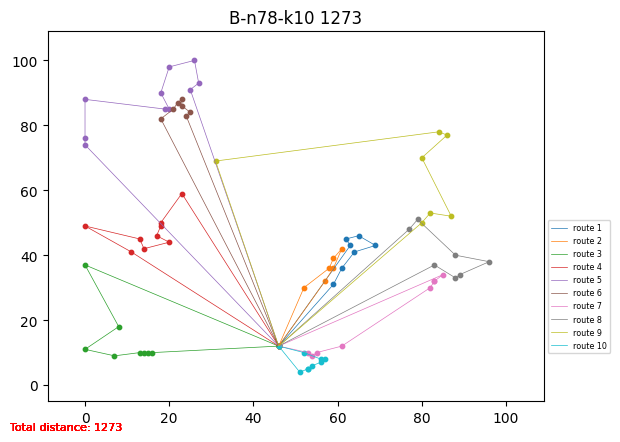 B-n78-k10 1273
100
80
60
40
20
0
0 20 40 60 80 100
route 1
route 2
route 3
route 4
route 5
route 6
route 7
route 8
route 9
route 10
Total distance: 1273